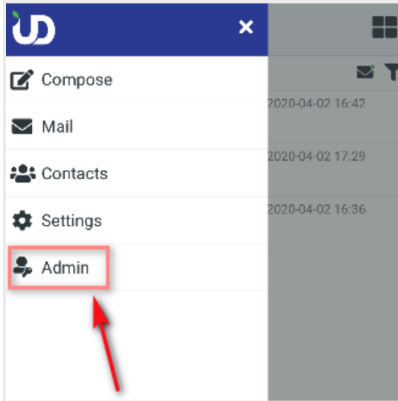 UD
Compose
Mail
Contacts
Settings
Admin
2020-04-02 16:42
2020-04-02 17:29
2020-04-02 16:36